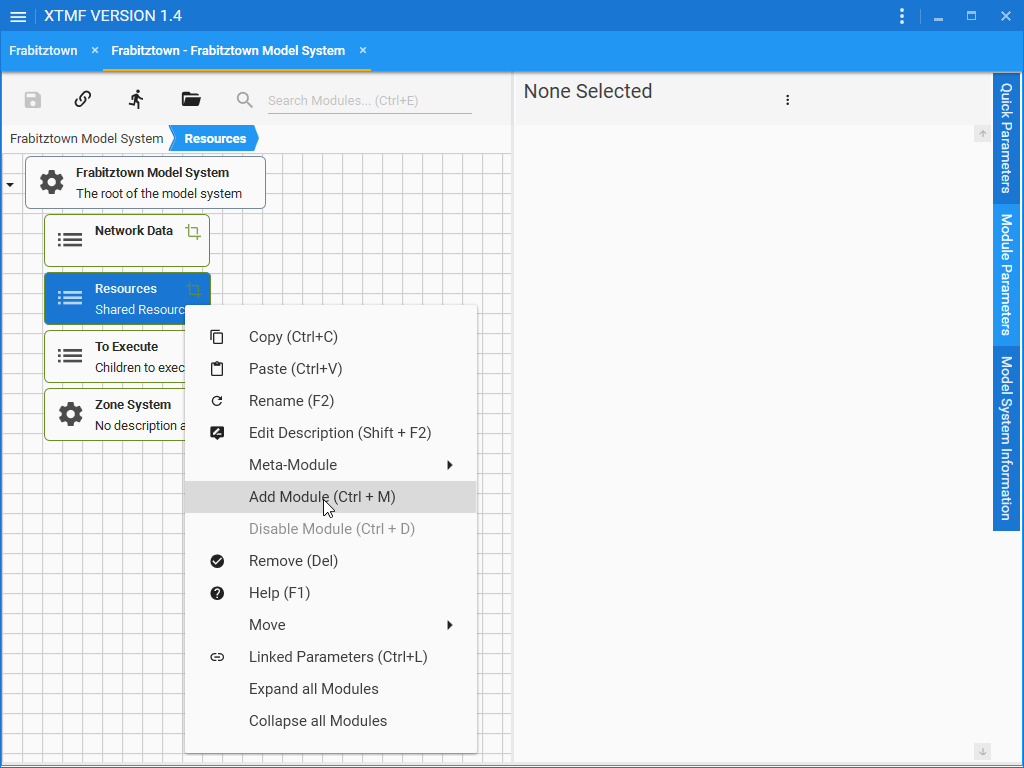 XTMF VERSION 1.4
Frabitztown
Frabitztown - Frabitztown Model System
Search Modules... (Ctrl+E)
None Selected
Frabitztown Model System
Resources
Frabitztown Model System
The root of the model system
Network Data
Resources
Shared Resourc
To Execute
Children to exec
Zone System
No description a
Copy (Ctrl+C)
Paste (Ctrl+V)
Rename (F2)
Edit Description (Shift + F2)
Meta-Module
Add Module (Ctrl + M)
Disable Module (Ctrl + D)
Remove (Del)
Help (F1)
Move
Linked Parameters (Ctrl+L)
Expand all Modules
Collapse all Modules
Quick Parameters
Module Parameters
Model System Information